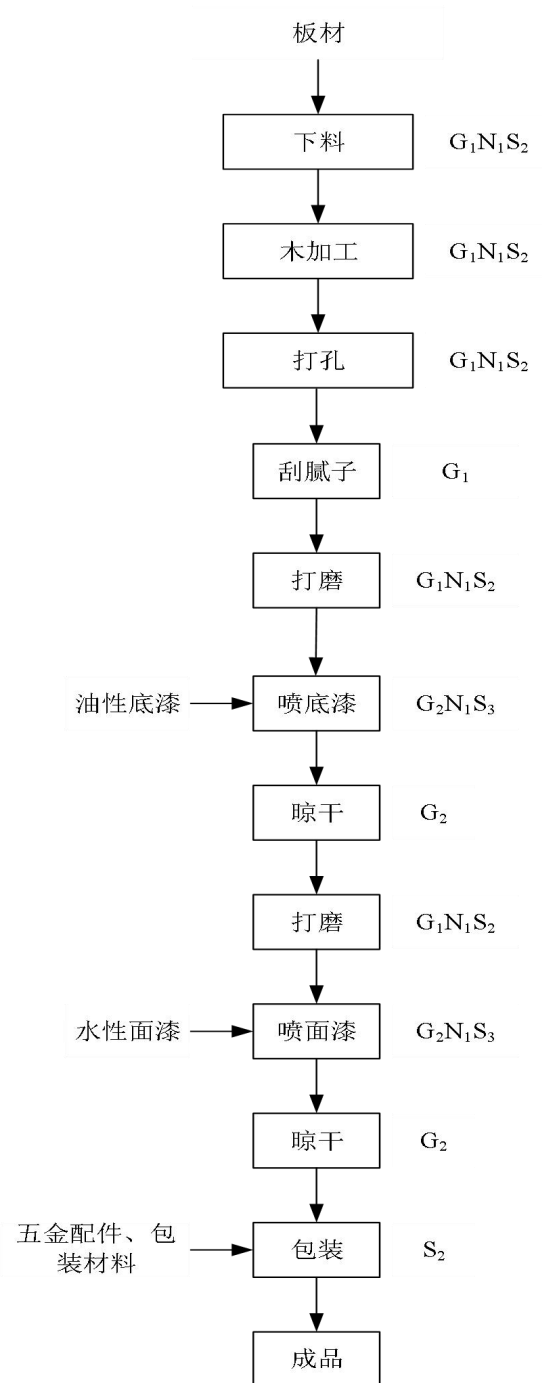 板材
下料 G₁N₁S₂
木加工 G₁N₁S₂
打孔 G₁N₁S₂
刮腻子 G₁
打磨 G₁N₁S₂
油性底漆 喷底漆 G₂N₁S₃
晾干 G₂
打磨 G₁N₁S₂
水性面漆 喷面漆 G₂N₁S₃
晾干 G₂
五金配件、包
装材料
包装 S₂
成品